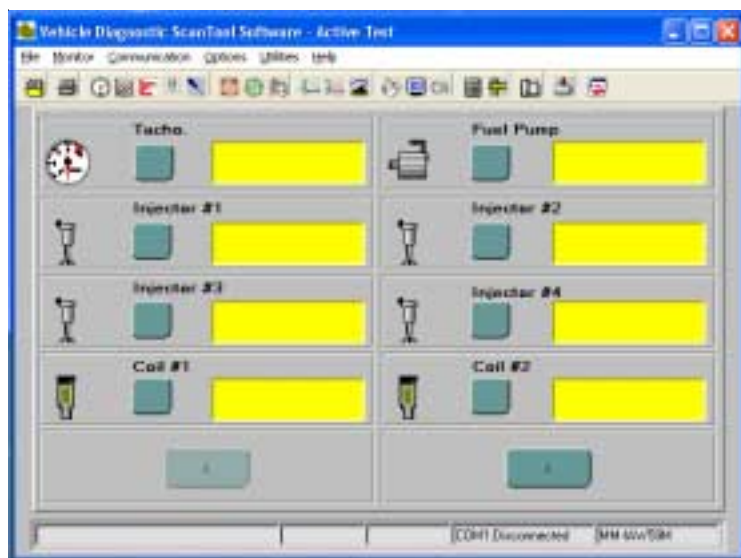 Vehicle Diagnostic ScanTool Software - Active Test
File Monitor Communication Options Utilities Help
Tacho. Fuel Pump
Injector #1 Injector #2
Injector #3 Injector #4
Coil #1 Coil #2
COM1 Disconnected